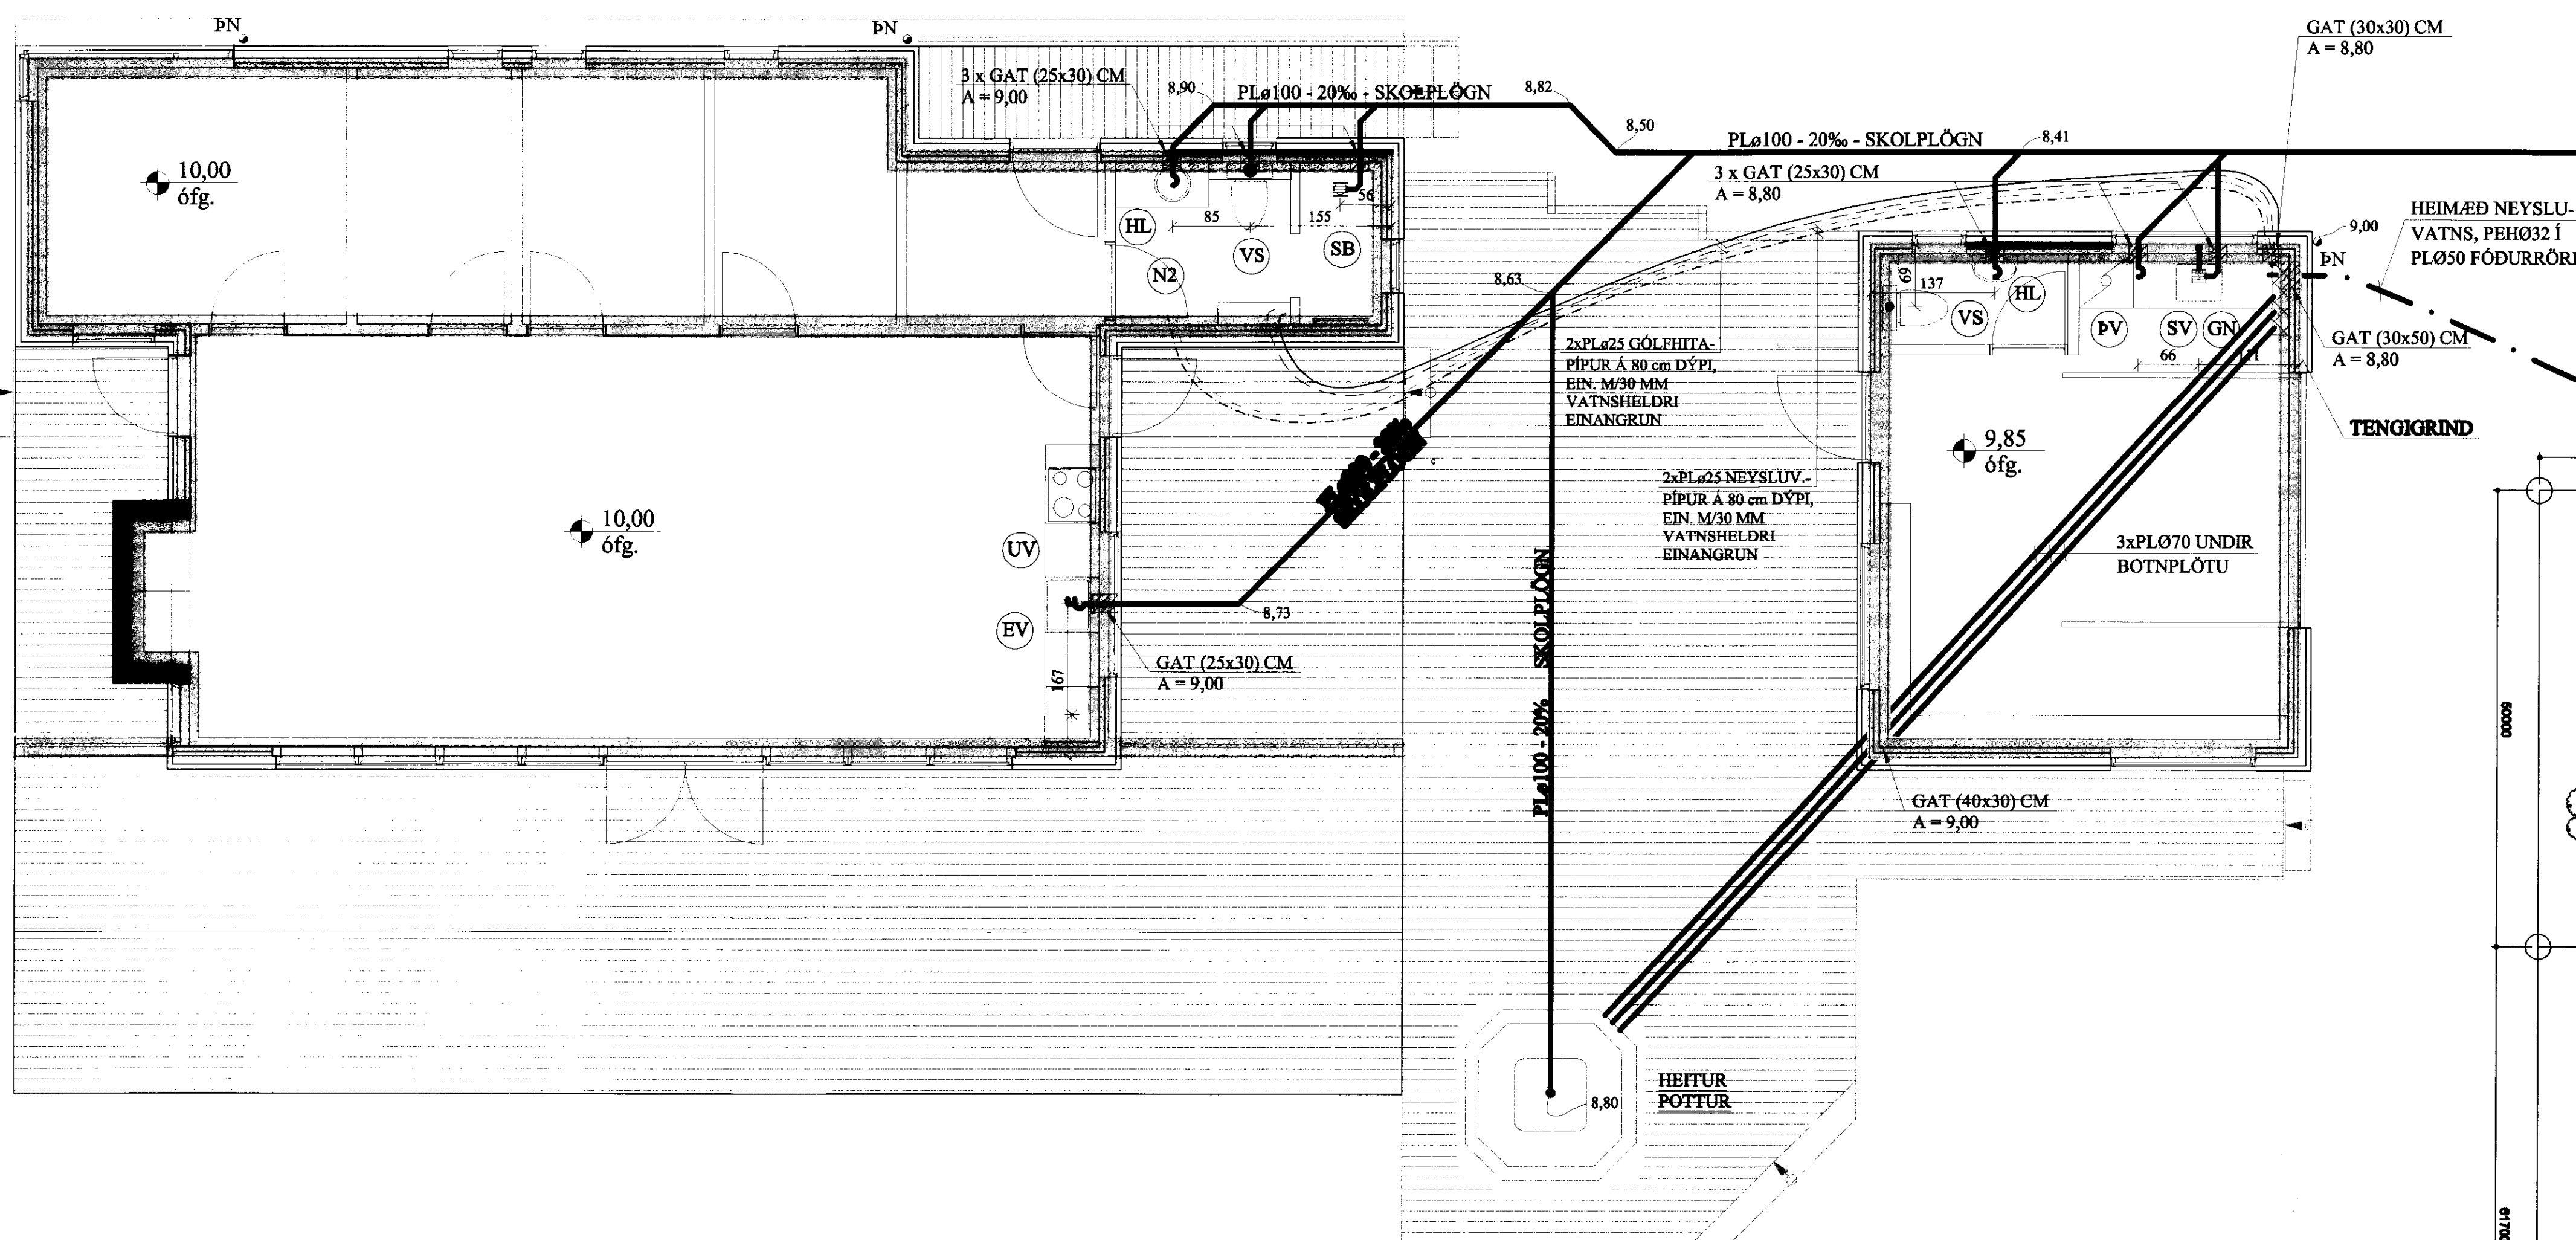 ÞN
ÞN
3 x GAT (25x30) CM
A = 9,00
8,90
PLø100 - 20‰ - SKOLPLÖGN
8,82
8,50
PLø100 - 20‰ - SKOLPLÖGN
8,41
GAT (30x30) CM
A = 8,80
3 x GAT (25x30) CM
A = 8,80
HEIMÆÐ NEYSLU-
VATNS, PEHØ32 Í
PLØ50 FÓÐURRÖRI
9,00
ÞN
10,00
ófg.
HL
85
VS
155
56
SB
N2
8,63
69
137
VS
HL
ÞV
SV
GN
66
GAT (30x50) CM
A = 8,80
TENGIGRIND
2xPLø25 GÓLFHITA-
PÍPUR Á 80 cm DÝPI,
EIN. M/30 MM
VATNSHELDRI
EINANGRUN
2xPLø25 NEYSLUV.-
PÍPUR Á 80 cm DÝPI,
EIN. M/30 MM
VATNSHELDRI
EINANGRUN
9,85
ófg.
10,00
ófg.
UV
EV
8,73
GAT (25x30) CM
A = 9,00
167
PLø100 - 20‰ SKOLPLÖGN
3xPLØ70 UNDIR
BOTNPLÖTU
GAT (40x30) CM
A = 9,00
HEITUR
POTTUR
8,80
50000